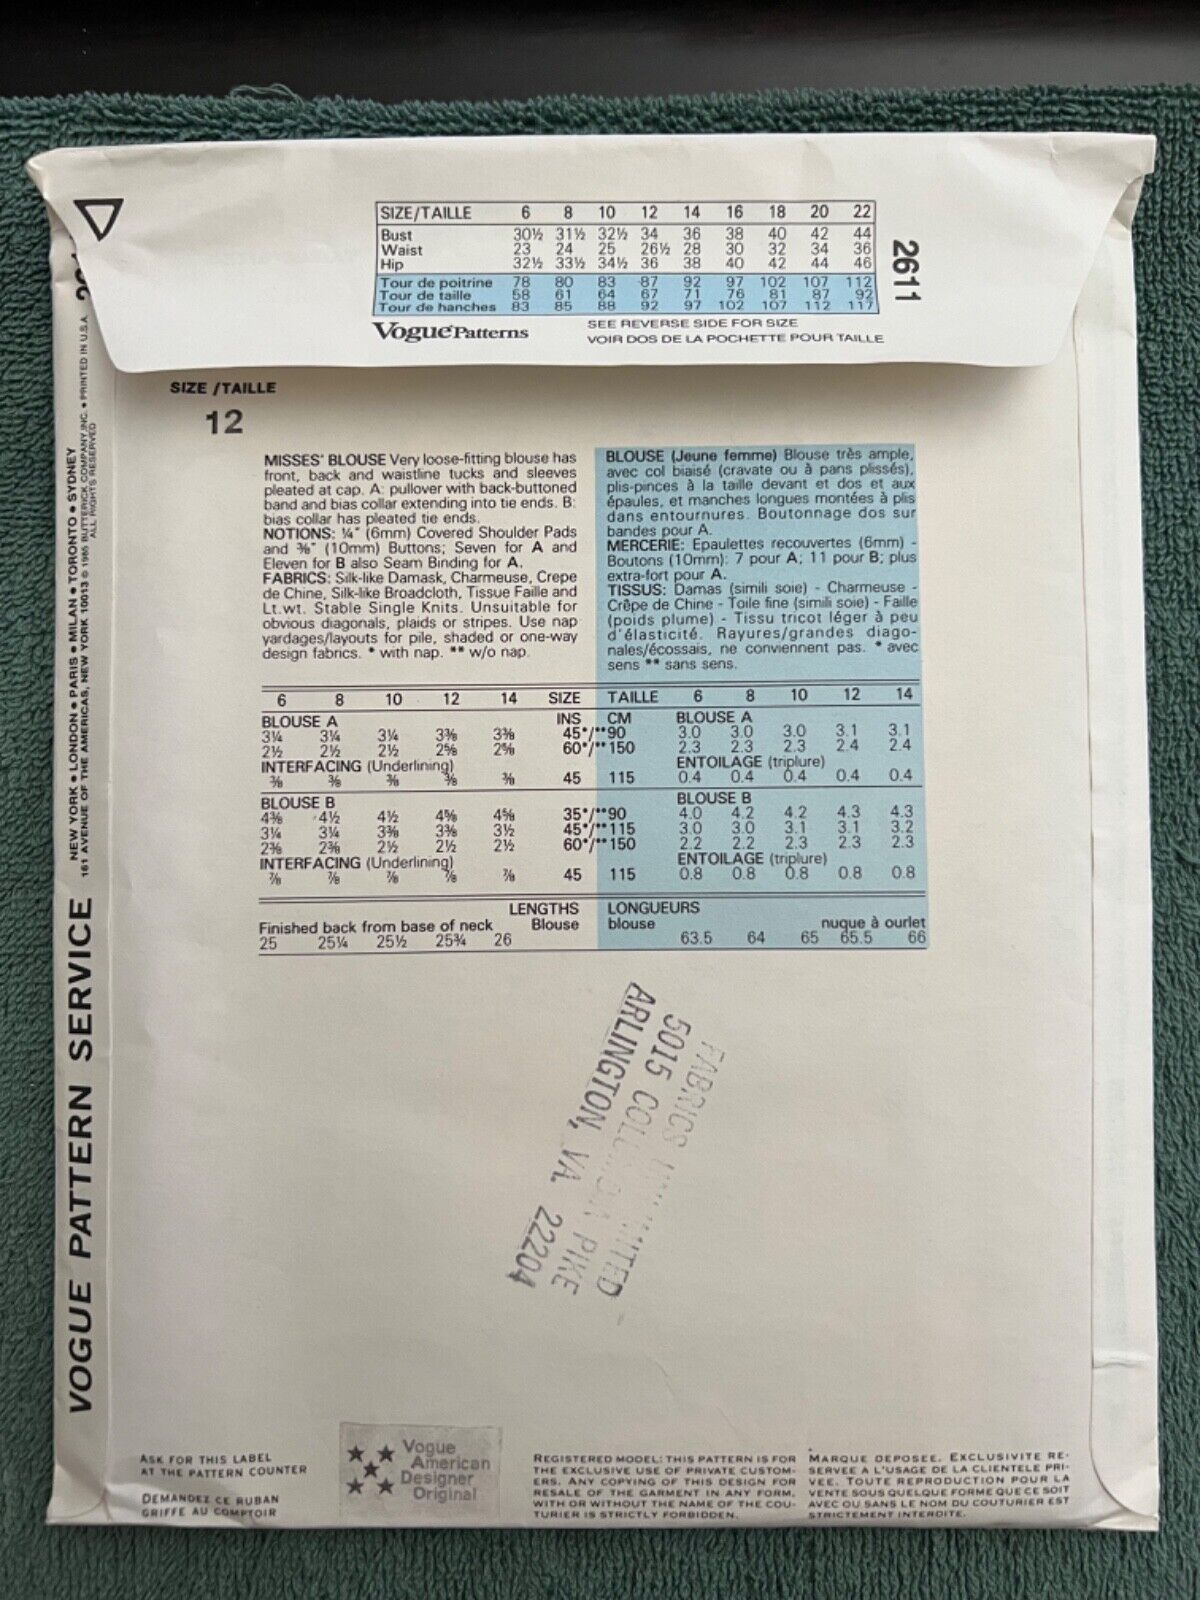 SIZE/TAILLE 6 8 10 12 14 16 18 20 22
Bust 30½ 31½ 32½ 34 36 38 40 42 44
Waist 23 24 25 26½ 28 30 32 34 36
Hip 32½ 33½ 34½ 36 38 40 42 44 46
Tour de poitrine 78 80 83 87 92 97 102 107 112
Tour de taille 58 61 64 67 71 76 81 87 92
Tour de hanches 83 85 88 92 97 102 107 112 117
2611
Vogue Patterns
SEE REVERSE SIDE FOR SIZE
VOIR DOS DE LA POCHETTE POUR TAILLE
SIZE /TAILLE
12
MISSES' BLOUSE Very loose-fitting blouse has
front, back and waistline tucks and sleeves
pleated at cap. A: pullover with back-buttoned
band and bias collar extending into tie ends. B:
bias collar has pleated tie ends.
NOTIONS: ¼" (6mm) Covered Shoulder Pads
and ⅜" (10mm) Buttons; Seven for A and
Eleven for B also Seam Binding for A.
FABRICS: Silk-like Damask, Charmeuse, Crepe
de Chine, Silk-like Broadcloth, Tissue Faille and
Lt.wt. Stable Single Knits. Unsuitable for
obvious diagonals, plaids or stripes. Use nap
yardages/layouts for pile, shaded or one-way
design fabrics. * with nap. ** w/o nap.
BLOUSE (Jeune femme) Blouse très ample,
avec col biaisé (cravate ou à pans plissés),
plis-pinces à la taille devant et dos et aux
épaules, et manches longues montées à plis
dans entournures. Boutonnage dos sur
bandes pour A.
MERCERIE: Epaulettes recouvertes (6mm) -
Boutons (10mm): 7 pour A; 11 pour B; plus
extra-fort pour A.
TISSUS: Damas (simili soie) - Charmeuse -
Crêpe de Chine - Toile fine (simili soie) - Faille
(poids plume) - Tissu tricot léger à peu
d'élasticité. Rayures/grandes diago-
nales/écossais, ne conviennent pas. * avec
sens ** sans sens.
6 8 10 12 14 SIZE TAILLE 6 8 10 12 14
BLOUSE A INS CM BLOUSE A
3¼ 3¼ 3¼ 3⅜ 3⅜ 45*/**90 3.0 3.0 3.0 3.1 3.1
2½ 2½ 2½ 2⅝ 2⅝ 60*/**150 2.3 2.3 2.3 2.4 2.4
INTERFACING (Underlining) ENTOILAGE (triplure)
⅜ ⅜ ⅜ ⅜ ⅜ 45 115 0.4 0.4 0.4 0.4 0.4
BLOUSE B BLOUSE B
4⅜ 4½ 4½ 4⅝ 4⅝ 35*/**90 4.0 4.2 4.2 4.3 4.3
3¼ 3¼ 3⅜ 3⅜ 3½ 45*/**115 3.0 3.0 3.1 3.1 3.2
2⅜ 2⅜ 2½ 2½ 2½ 60*/**150 2.2 2.2 2.3 2.3 2.3
INTERFACING (Underlining) ENTOILAGE (triplure)
⅞ ⅞ ⅞ ⅞ ⅞ 45 115 0.8 0.8 0.8 0.8 0.8
LENGTHS LONGUEURS
Finished back from base of neck Blouse blouse nuque à ourlet
25 25¼ 25½ 25¾ 26 63.5 64 65 65.5 66
FABRICS UNLIMITED
5015 COLUMBIA PIKE
ARLINGTON, VA. 22204
VOGUE PATTERN SERVICE
NEW YORK • LONDON • PARIS • MILAN • TORONTO • SYDNEY
161 AVENUE OF THE AMERICAS, NEW YORK 10013 © 1985 BUTTERICK COMPANY, INC. • PRINTED IN U.S.A.
ALL RIGHTS RESERVED
ASK FOR THIS LABEL
AT THE PATTERN COUNTER
DEMANDEZ CE RUBAN
GRIFFE AU COMPTOIR
Vogue
American
Designer
Original
REGISTERED MODEL: THIS PATTERN IS FOR
THE EXCLUSIVE USE OF PRIVATE CUSTOM-
ERS. ANY COPYING OF THIS DESIGN FOR
RESALE OF THE GARMENT IN ANY FORM,
WITH OR WITHOUT THE NAME OF THE COU-
TURIER IS STRICTLY FORBIDDEN.
MARQUE DEPOSEE. EXCLUSIVITE RE-
SERVEE A L'USAGE DE LA CLIENTELE PRI-
VEE. TOUTE REPRODUCTION POUR LA
VENTE SOUS QUELQUE FORME QUE CE SOIT
AVEC OU SANS LE NOM DU COUTURIER EST
STRICTEMENT INTERDITE.